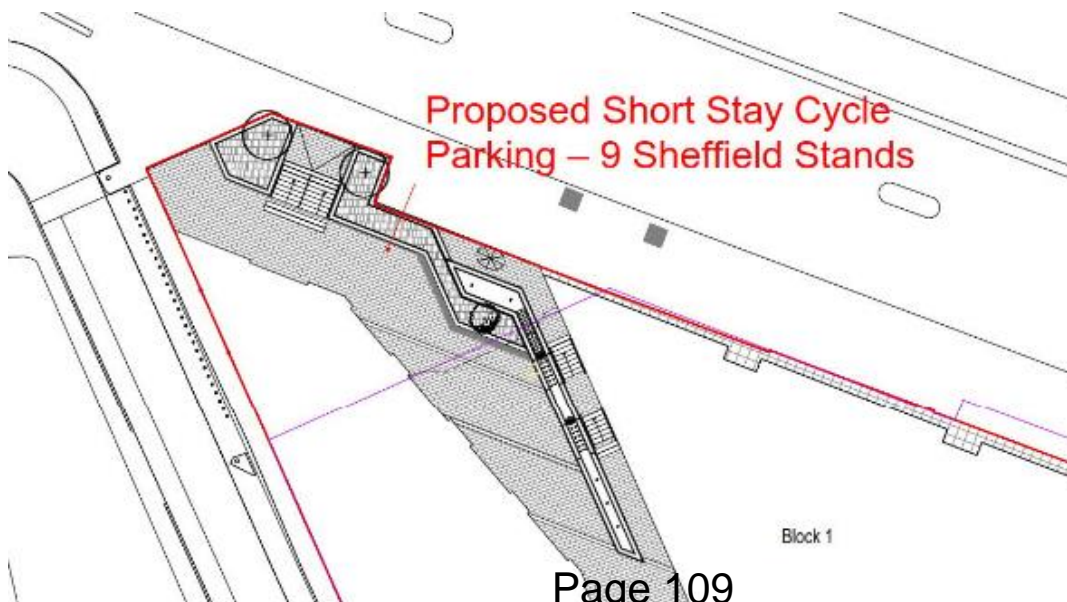 Proposed Short Stay Cycle
Parking – 9 Sheffield Stands
Block 1
Page 109